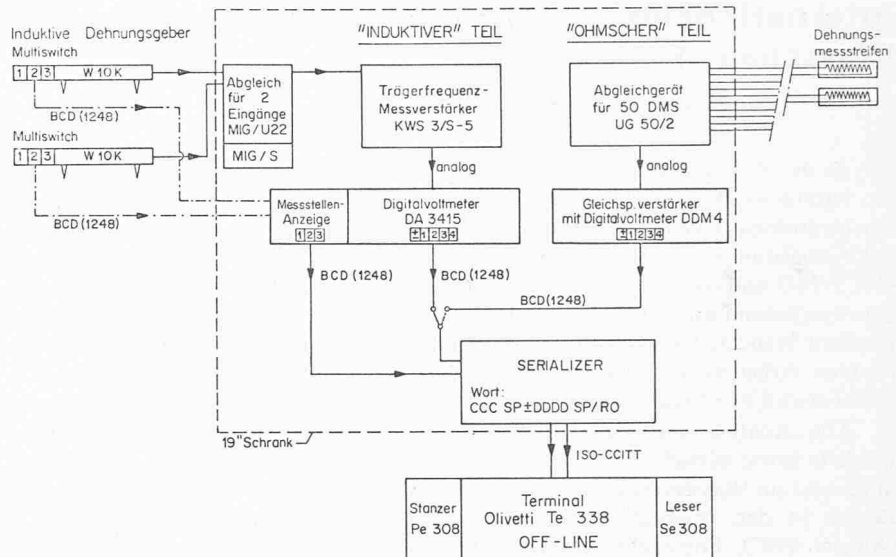 Induktive Dehnungsgeber
"INDUKTIVER" TEIL
"OHMSCHER" TEIL
Dehnungs-
messstreifen
Multiswitch
1 2 3 W 10 K
BCD (1248)
Multiswitch
1 2 3 W 10 K
BCD (1248)
Abgleich
für 2
Eingänge
MIG/U22
MIG/S
Trägerfrequenz-
Messverstärker
KWS 3/S-5
Abgleichgerät
für 50 DMS
UG 50/2
analog
analog
Messstellen-
Anzeige
1 2 3
Digitalvoltmeter
DA 3415
± 1 2 3 4
Gleichsp. verstärker
mit Digitalvoltmeter DDM 4
± 1 2 3 4
BCD (1248)
BCD (1248)
BCD (1248)
SERIALIZER
Wort:
CCC SP±DDDD SP/RO
19" Schrank
ISO-CCITT
Stanzer
Pe 308
Terminal
Olivetti Te 338
OFF-LINE
Leser
Se 308